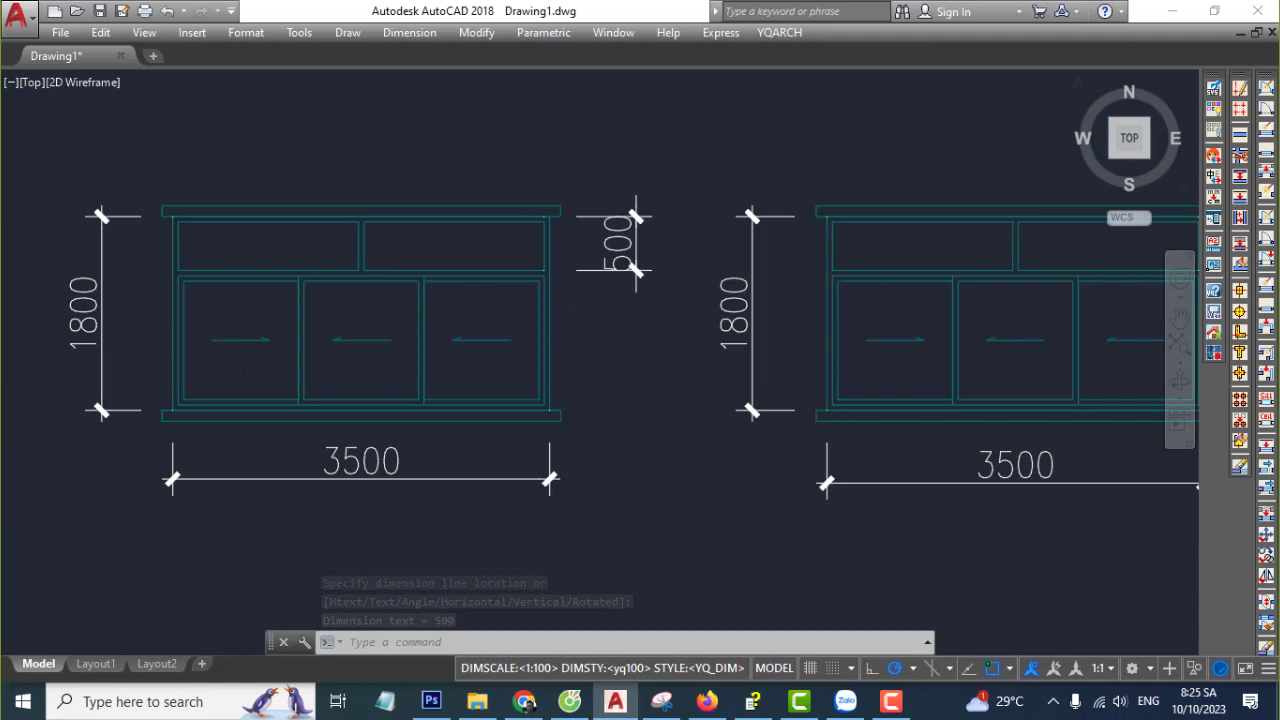 Autodesk AutoCAD 2018 Drawing1.dwg
Type a keyword or phrase
Sign In
File Edit View Insert Format Tools Draw Dimension Modify Parametric Window Help Express YQARCH
Drawing1*
[−][Top][2D Wireframe]
N
W TOP E
S
WCS
500
1800
1800
3500
3500
Specify dimension line location or
[Mtext/Text/Angle/Horizontal/Vertical/Rotated]:
Dimension text = 500
Type a command
Model Layout1 Layout2
DIMSCALE:<1:100> DIMSTY:<yq100> STYLE:<YQ_DIM> MODEL 1:1
Type here to search
Zalo
1
29°C
8:25 SA
10/10/2023